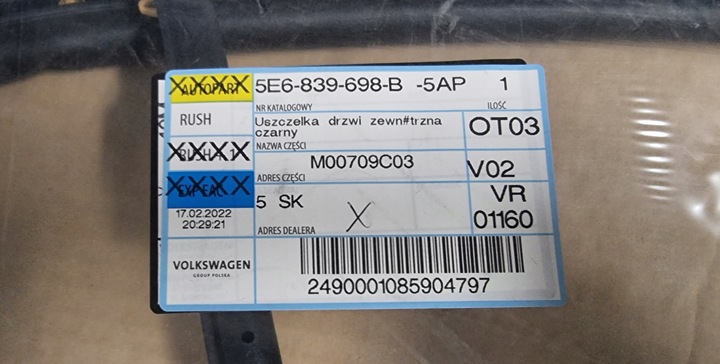 XXXX AUTOPART 5E6-839-698-B -5AP 1
NR KATALOGOWY ILOŚĆ
RUSH Uszczelka drzwi zewn#trzna OT03
czarny
NAZWA CZĘŚCI
XXXX M00709C03 V02
ADRES CZĘŚCI
XXXX 5 SK X VR
17.02.2022 01160
20:29:21 ADRES DEALERA
VOLKSWAGEN
GROUP POLSKA
2490001085904797